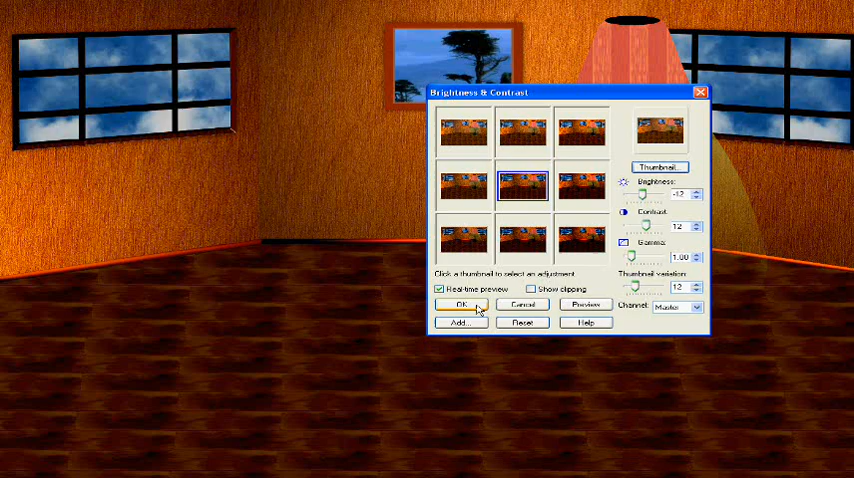 Brightness & Contrast
Thumbnail...
Brightness:
-12
Contrast:
12
Gamma:
1.00
Click a thumbnail to select an adjustment
Thumbnail variation:
Real-time preview
Show clipping
12
OK
Cancel
Preview
Channel:
Master
Add...
Reset
Help